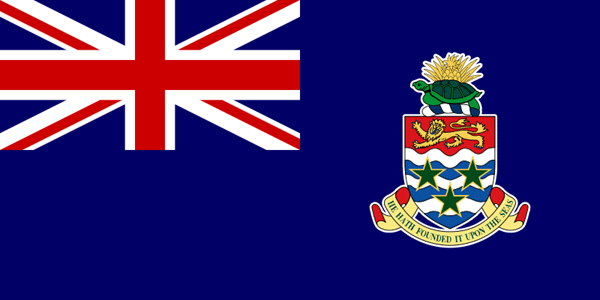 HE HATH FOUNDED IT UPON THE SEAS